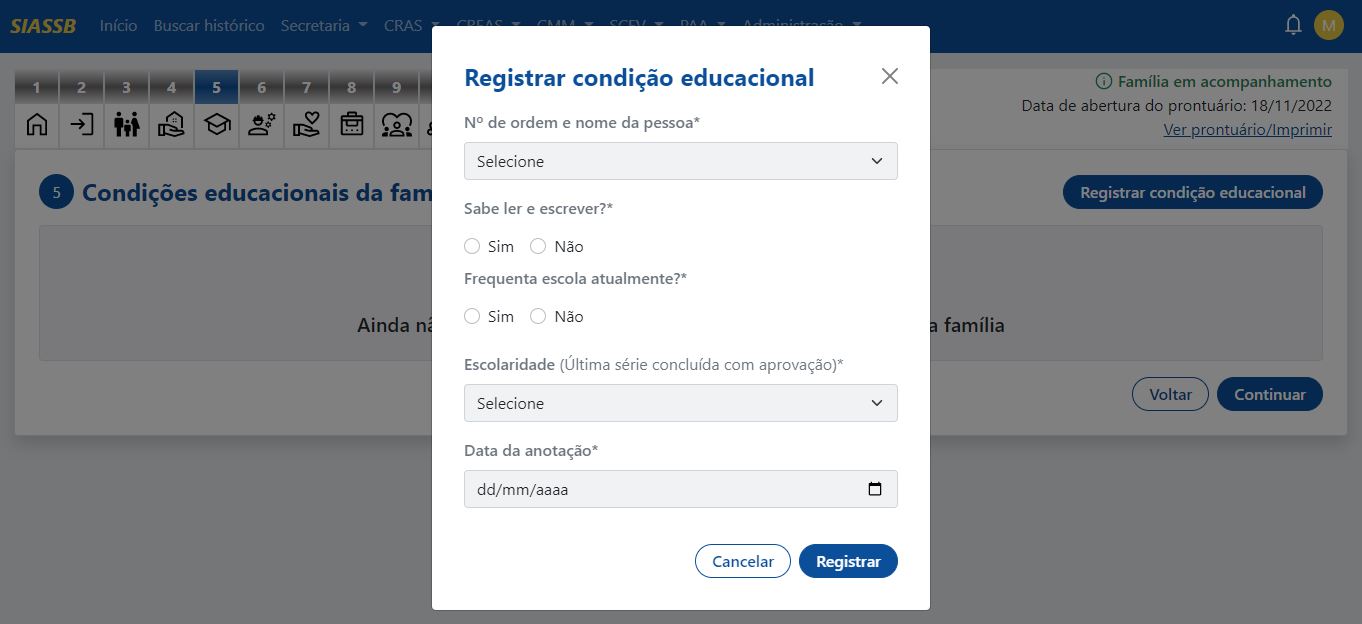 SIASSB Início Buscar histórico Secretaria CRAS CREAS CMM SCFV PAA Administração M
1 2 3 4 5 6 7 8 9
Família em acompanhamento
Data de abertura do prontuário: 18/11/2022
Ver prontuário/Imprimir
5 Condições educacionais da fam
Registrar condição educacional
Ainda n
a família
Voltar Continuar
Registrar condição educacional
Nº de ordem e nome da pessoa*
Selecione
Sabe ler e escrever?*
Sim Não
Frequenta escola atualmente?*
Sim Não
Escolaridade (Última série concluída com aprovação)*
Selecione
Data da anotação*
dd/mm/aaaa
Cancelar Registrar